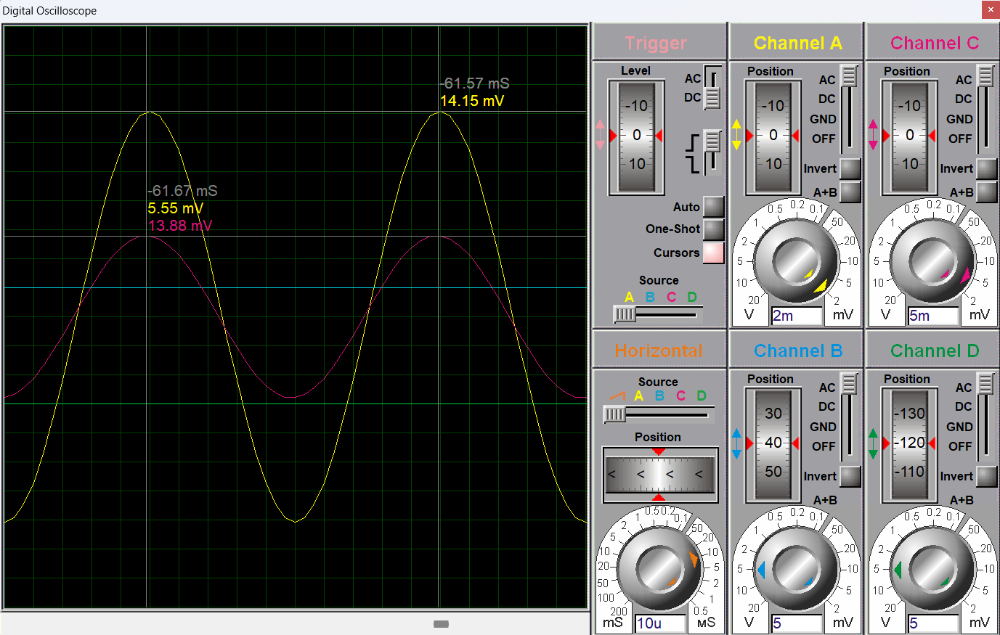 Digital Oscilloscope
×
-61.57 mS
14.15 mV
-61.67 mS
5.55 mV
13.88 mV
Trigger
Level
-10
0
10
AC
DC
Auto
One-Shot
Cursors
Source
A B C D
Channel A
Position
-10
0
10
AC
DC
GND
OFF
Invert
A+B
20
10
5
2
1
0.5
0.2
0.1
50
20
10
5
2
V
2m
mV
Channel C
Position
-10
0
10
AC
DC
GND
OFF
Invert
A+B
20
10
5
2
1
0.5
0.2
0.1
50
20
10
5
2
V
5m
mV
Horizontal
Source
A B C D
Position
< < < <
200
100
50
20
10
5
2
1
0.5
0.2
0.1
50
20
10
5
2
1
0.5
mS
10u
мS
Channel B
Position
30
40
50
AC
DC
GND
OFF
Invert
A+B
20
10
5
2
1
0.5
0.2
0.1
50
20
10
5
2
V
5
mV
Channel D
Position
-130
-120
-110
AC
DC
GND
OFF
Invert
A+B
20
10
5
2
1
0.5
0.2
0.1
50
20
10
5
2
V
5
mV